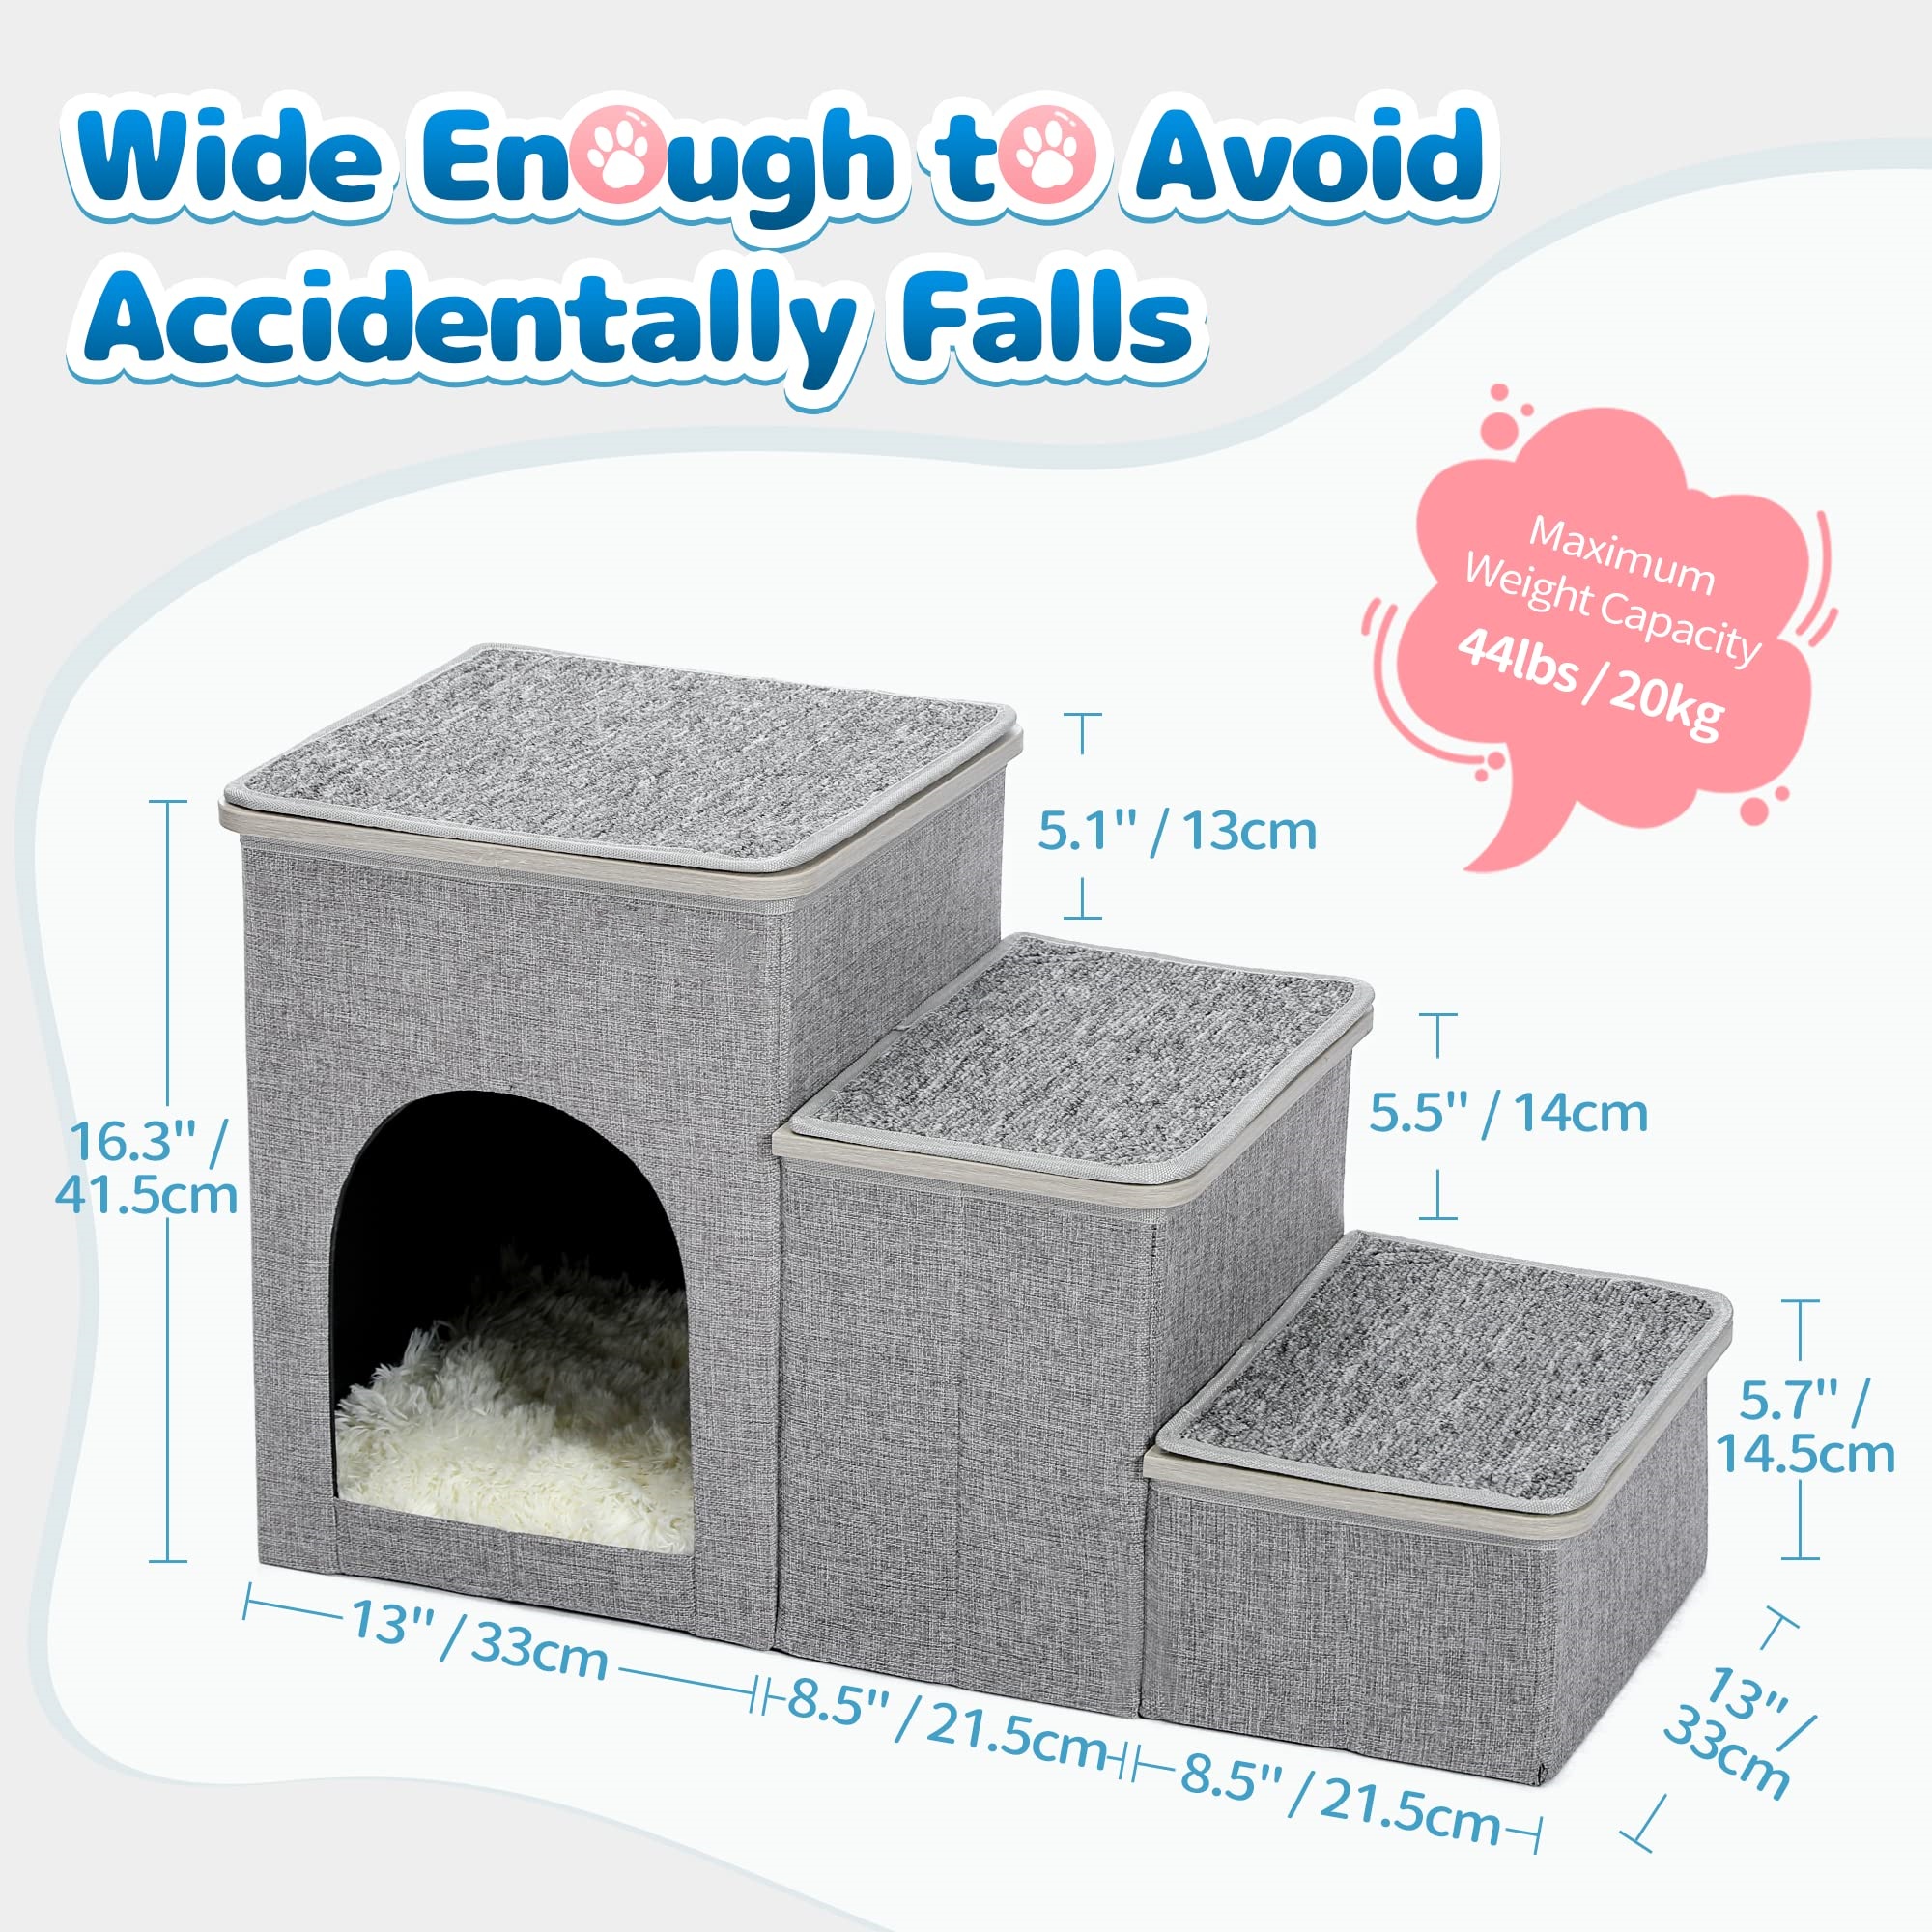 Wide Enough to Avoid
Accidentally Falls
Maximum
Weight Capacity
44lbs / 20kg
5.1" / 13cm
5.5" / 14cm
16.3" /
41.5cm
5.7" /
14.5cm
13" / 33cm
8.5" / 21.5cm
8.5" / 21.5cm
13" /
33cm